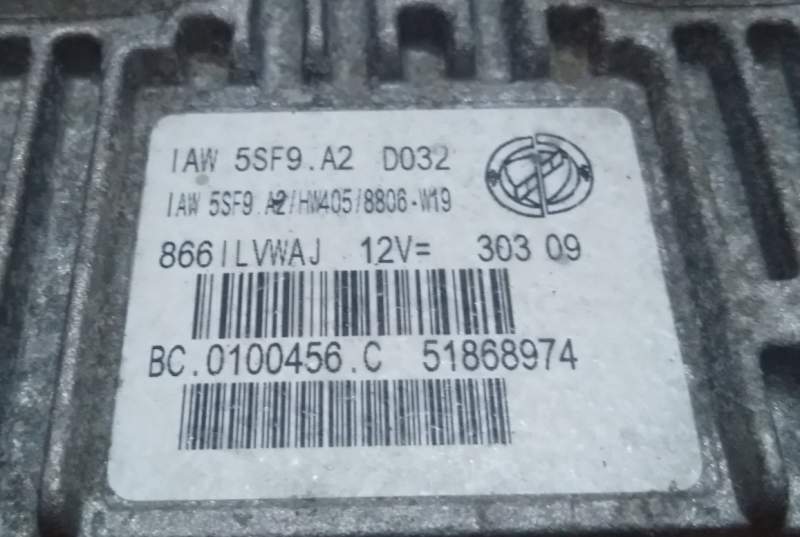 IAW 5SF9.A2 D032
IAW 5SF9.A2/HW405/8806-W19
866ILVWAJ 12V= 303 09
BC.0100456.C 51868974